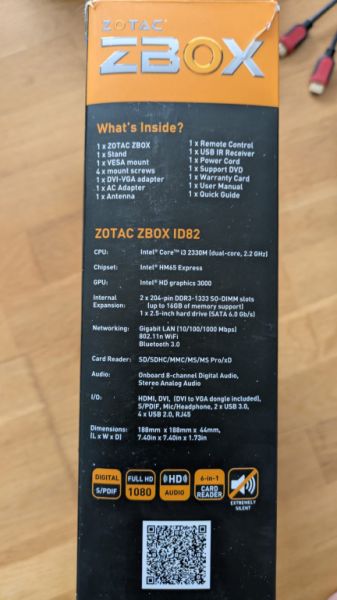 ZOTAC
ZBOX
What's Inside?
1 x ZOTAC ZBOX
1 x Stand
1 x VESA mount
4 x mount screws
1 x DVI-VGA adapter
1 x AC Adapter
1 x Antenna
1 x Remote Control
1 x USB IR Receiver
1 x Power Cord
1 x Support DVD
1 x Warranty Card
1 x User Manual
1 x Quick Guide
ZOTAC ZBOX ID82
CPU: Intel® Core™ i3 2330M (dual-core, 2.2 GHz)
Chipset: Intel® HM65 Express
GPU: Intel® HD graphics 3000
Internal 2 x 204-pin DDR3-1333 SO-DIMM slots
Expansion: (up to 16GB of memory support)
1 x 2.5-inch hard drive (SATA 6.0 Gb/s)
Networking: Gigabit LAN (10/100/1000 Mbps)
802.11n WiFi
Bluetooth 3.0
Card Reader: SD/SDHC/MMC/MS/MS Pro/xD
Audio: Onboard 8-channel Digital Audio,
Stereo Analog Audio
I/O: HDMI, DVI, (DVI to VGA dongle included),
S/PDIF, Mic/Headphone, 2 x USB 3.0,
4 x USB 2.0, RJ45
Dimensions: 188mm x 188mm x 44mm,
(L x W x D) 7.40in x 7.40in x 1.73in
DIGITAL
S/PDIF
FULL HD
1080
HD
AUDIO
6-in-1
CARD
READER
EXTREMELY
SILENT